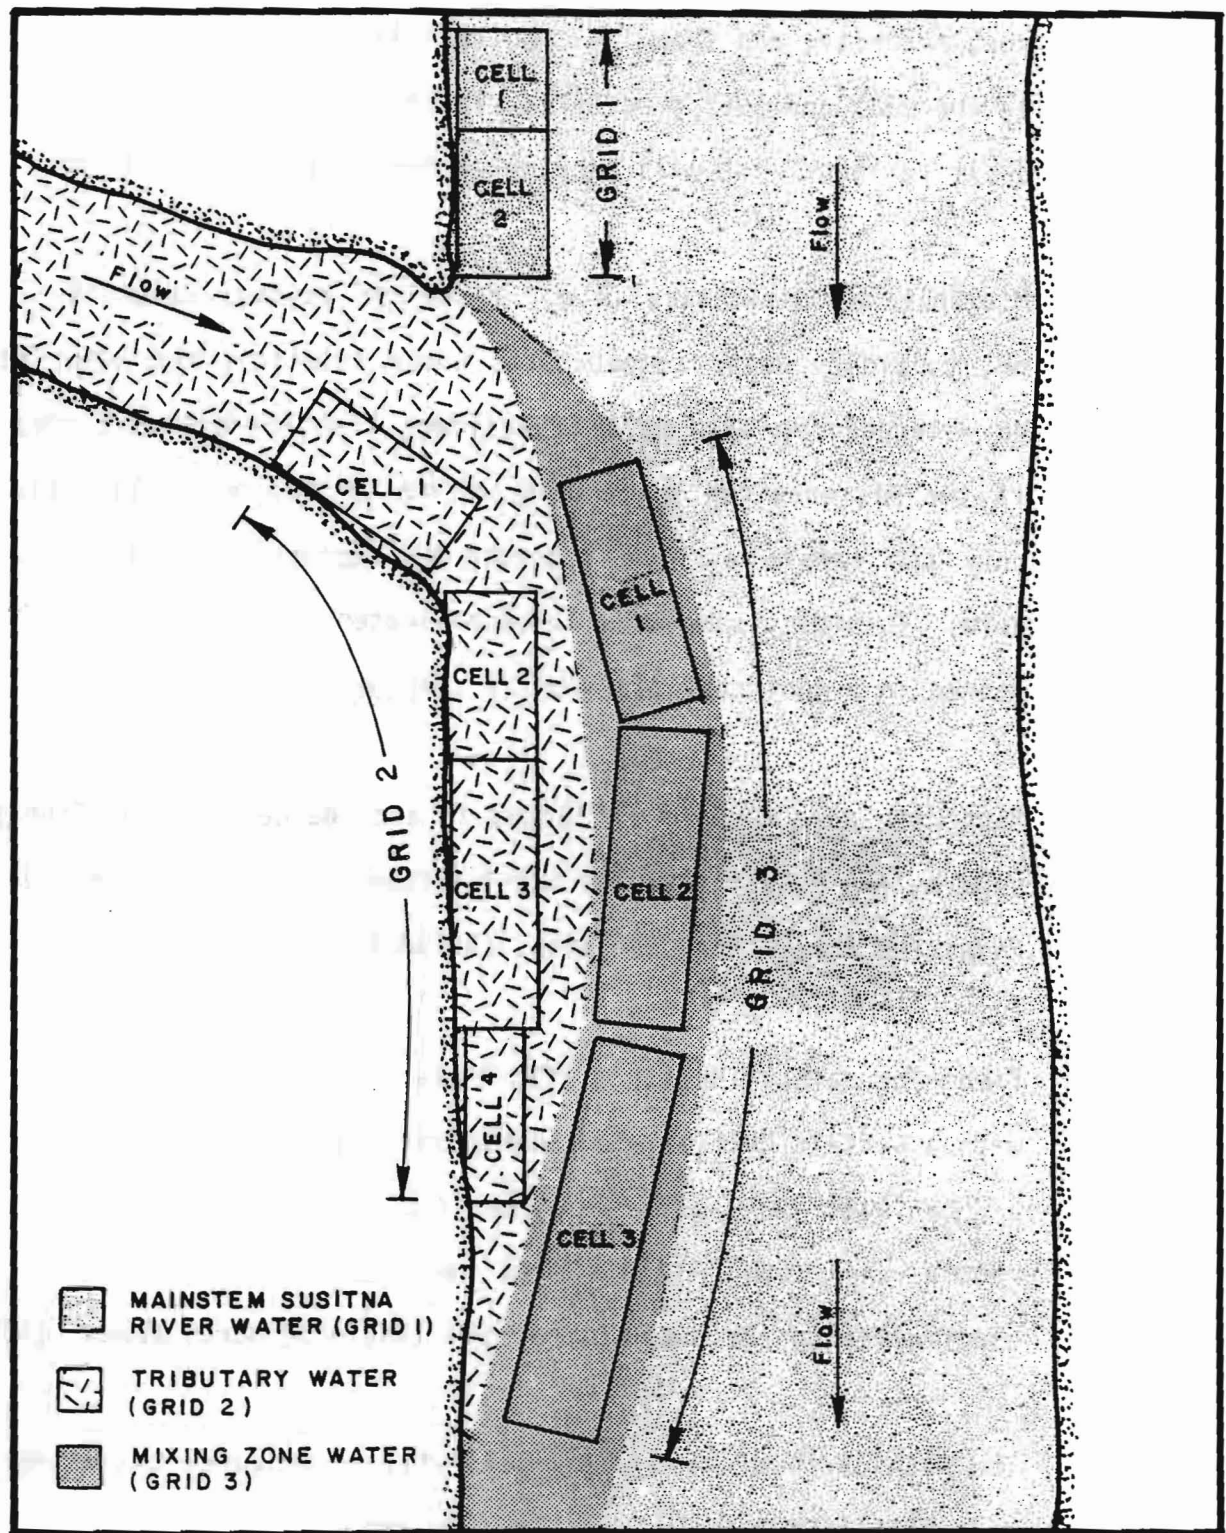 CELL
1
CELL
2
GRID 1
Flow
Flow
CELL 1
CELL
1
CELL 2
GRID 2
CELL 3
CELL 2
GRID 3
CELL 4
CELL 3
Flow
MAINSTEM SUSITNA
RIVER WATER (GRID 1)
TRIBUTARY WATER
(GRID 2)
MIXING ZONE WATER
(GRID 3)